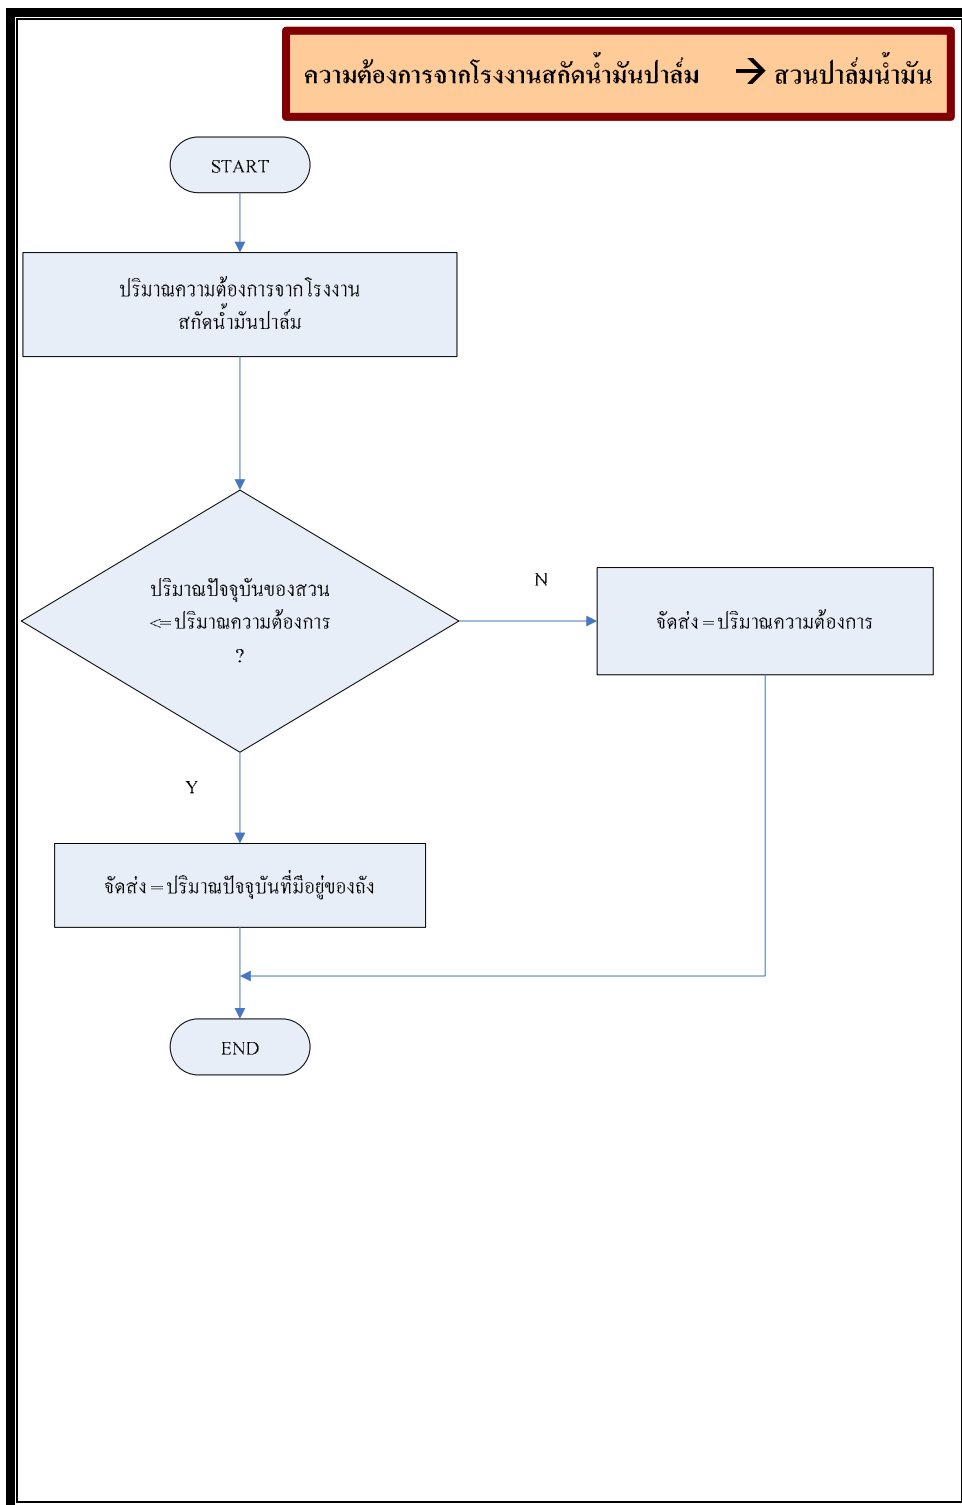 ความต้องการจากโรงงานสกัดน้ำมันปาล์ม → สวนปาล์มน้ำมัน
START
ปริมาณความต้องการจากโรงงาน
สกัดน้ำมันปาล์ม
ปริมาณปัจจุบันของสวน
<=ปริมาณความต้องการ
?
N
จัดส่ง = ปริมาณความต้องการ
Y
จัดส่ง = ปริมาณปัจจุบันที่มีอยู่ของถัง
END